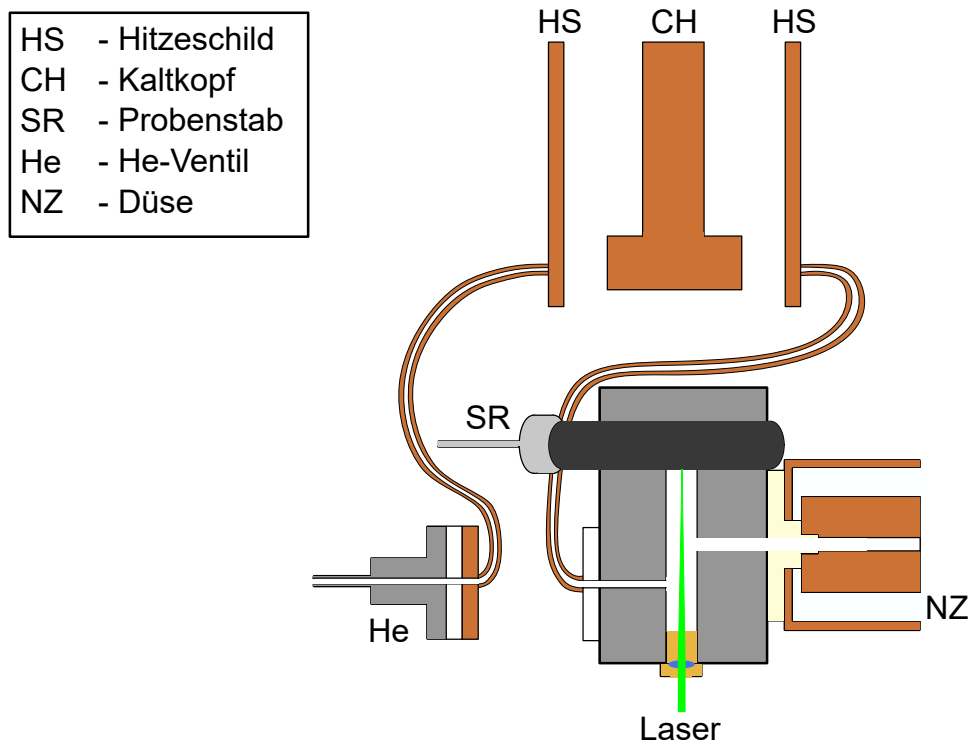 HS - Hitzeschild
CH - Kaltkopf
SR - Probenstab
He - He-Ventil
NZ - Düse
HS CH HS
SR
He
NZ
Laser